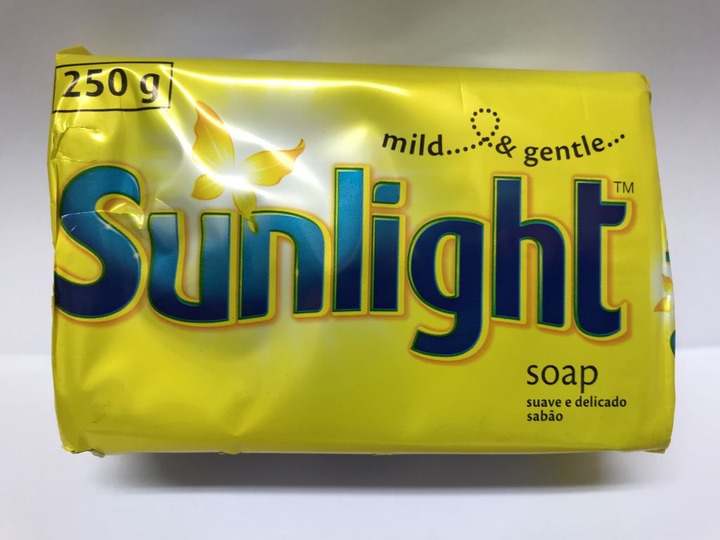 250 g
mild....& gentle...
Sunlight™
soap
suave e delicado
sabão